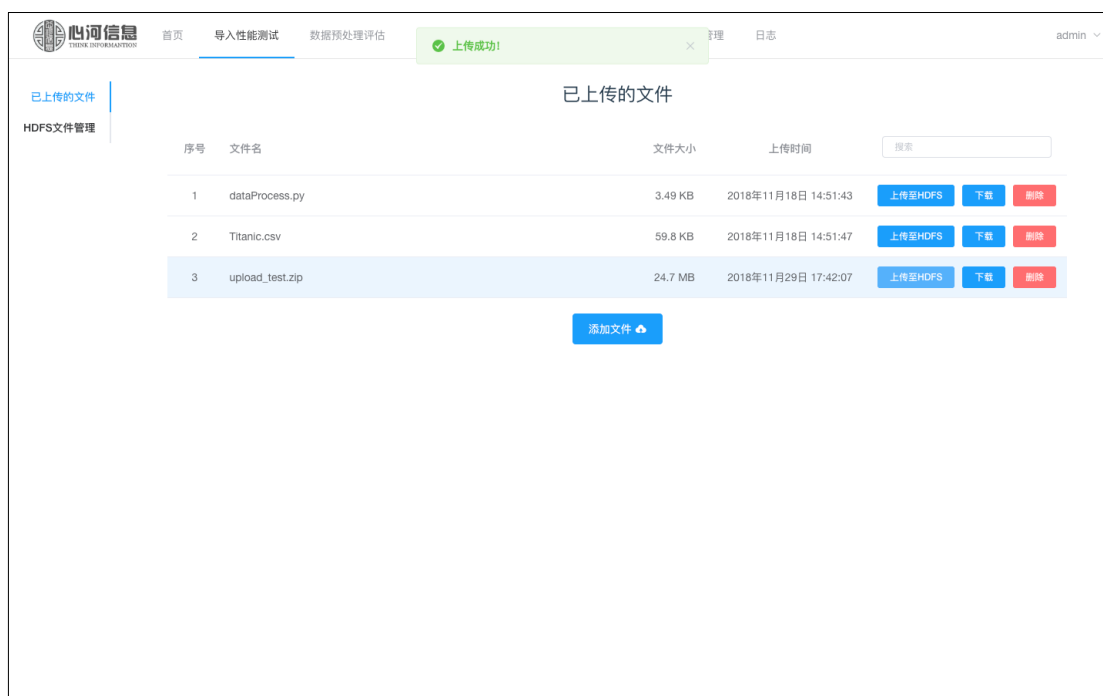 心河信息
THINK INFORMANTION
首页 导入性能测试 数据预处理评估 管理 日志 admin
上传成功!
已上传的文件
HDFS文件管理
已上传的文件
序号 文件名 文件大小 上传时间 搜索
1 dataProcess.py 3.49 KB 2018年11月18日 14:51:43 上传至HDFS 下载 删除
2 Titanic.csv 59.8 KB 2018年11月18日 14:51:47 上传至HDFS 下载 删除
3 upload_test.zip 24.7 MB 2018年11月29日 17:42:07 上传至HDFS 下载 删除
添加文件